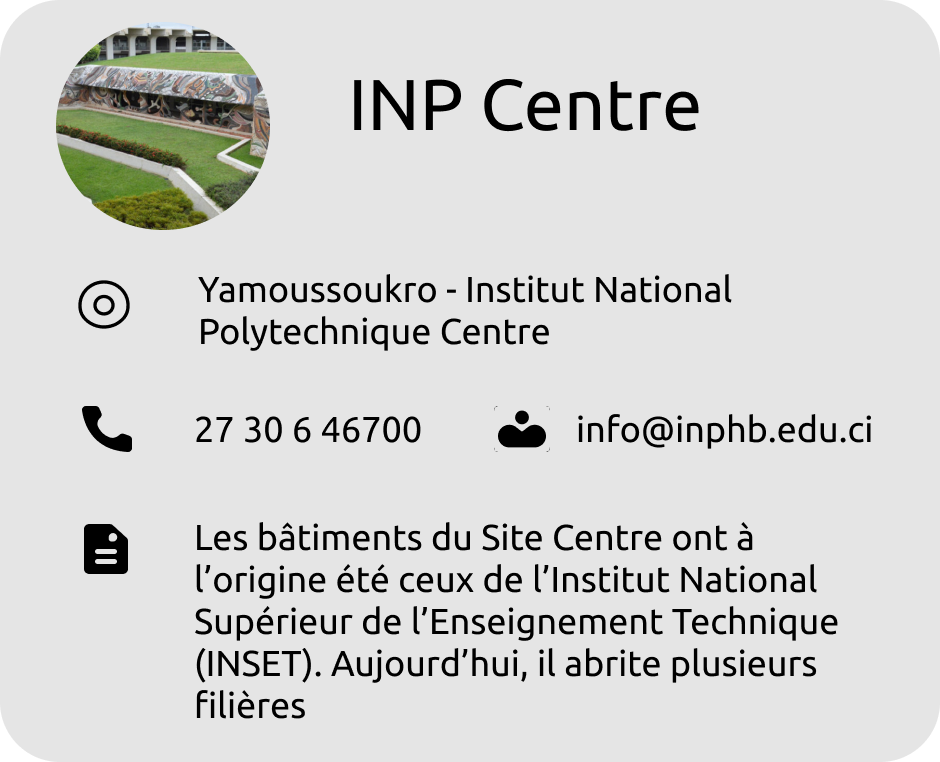 INP Centre
Yamoussoukro - Institut National
Polytechnique Centre
27 30 6 46700
info@inphb.edu.ci
Les bâtiments du Site Centre ont à
l’origine été ceux de l’Institut National
Supérieur de l’Enseignement Technique
(INSET). Aujourd’hui, il abrite plusieurs
filières